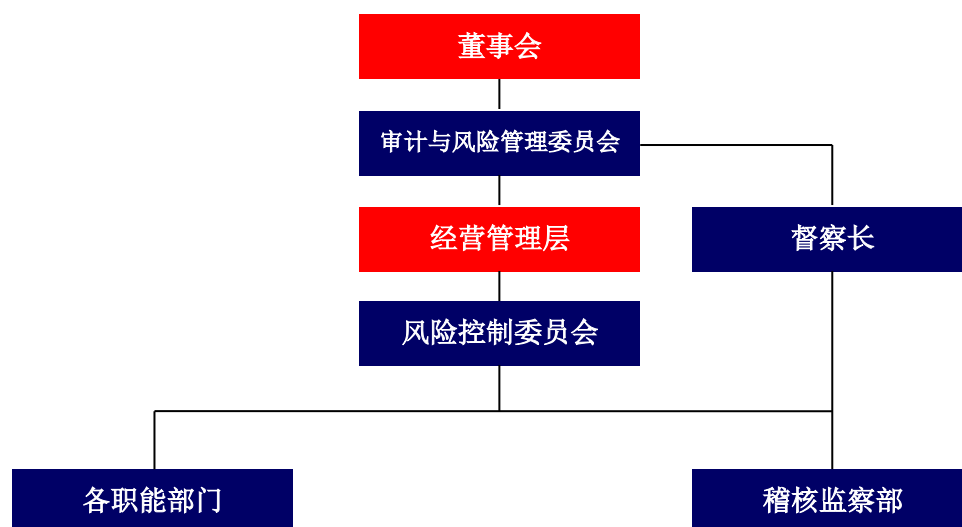 董事会
审计与风险管理委员会
经营管理层
督察长
风险控制委员会
各职能部门
稽核监察部